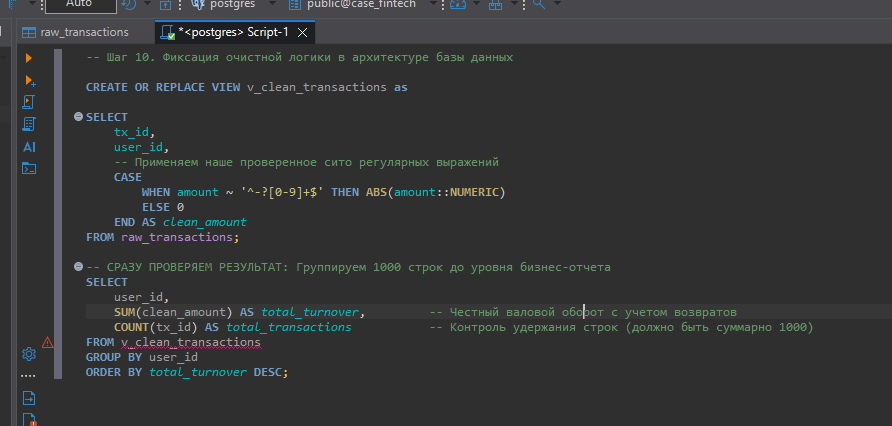 Auto
postgres
public@case_fintech
raw_transactions
*<postgres> Script-1
-- Шаг 10. Фиксация очистной логики в архитектуре базы данных
CREATE OR REPLACE VIEW v_clean_transactions as
SELECT
tx_id,
user_id,
-- Применяем наше проверенное сито регулярных выражений
CASE
WHEN amount ~ '^-?[0-9]+$' THEN ABS(amount::NUMERIC)
ELSE 0
END AS clean_amount
FROM raw_transactions;
-- СРАЗУ ПРОВЕРЯЕМ РЕЗУЛЬТАТ: Группируем 1000 строк до уровня бизнес-отчета
SELECT
user_id,
SUM(clean_amount) AS total_turnover, -- Честный валовой оборот с учетом возвратов
COUNT(tx_id) AS total_transactions -- Контроль удержания строк (должно быть суммарно 1000)
FROM v_clean_transactions
GROUP BY user_id
ORDER BY total_turnover DESC;
AI